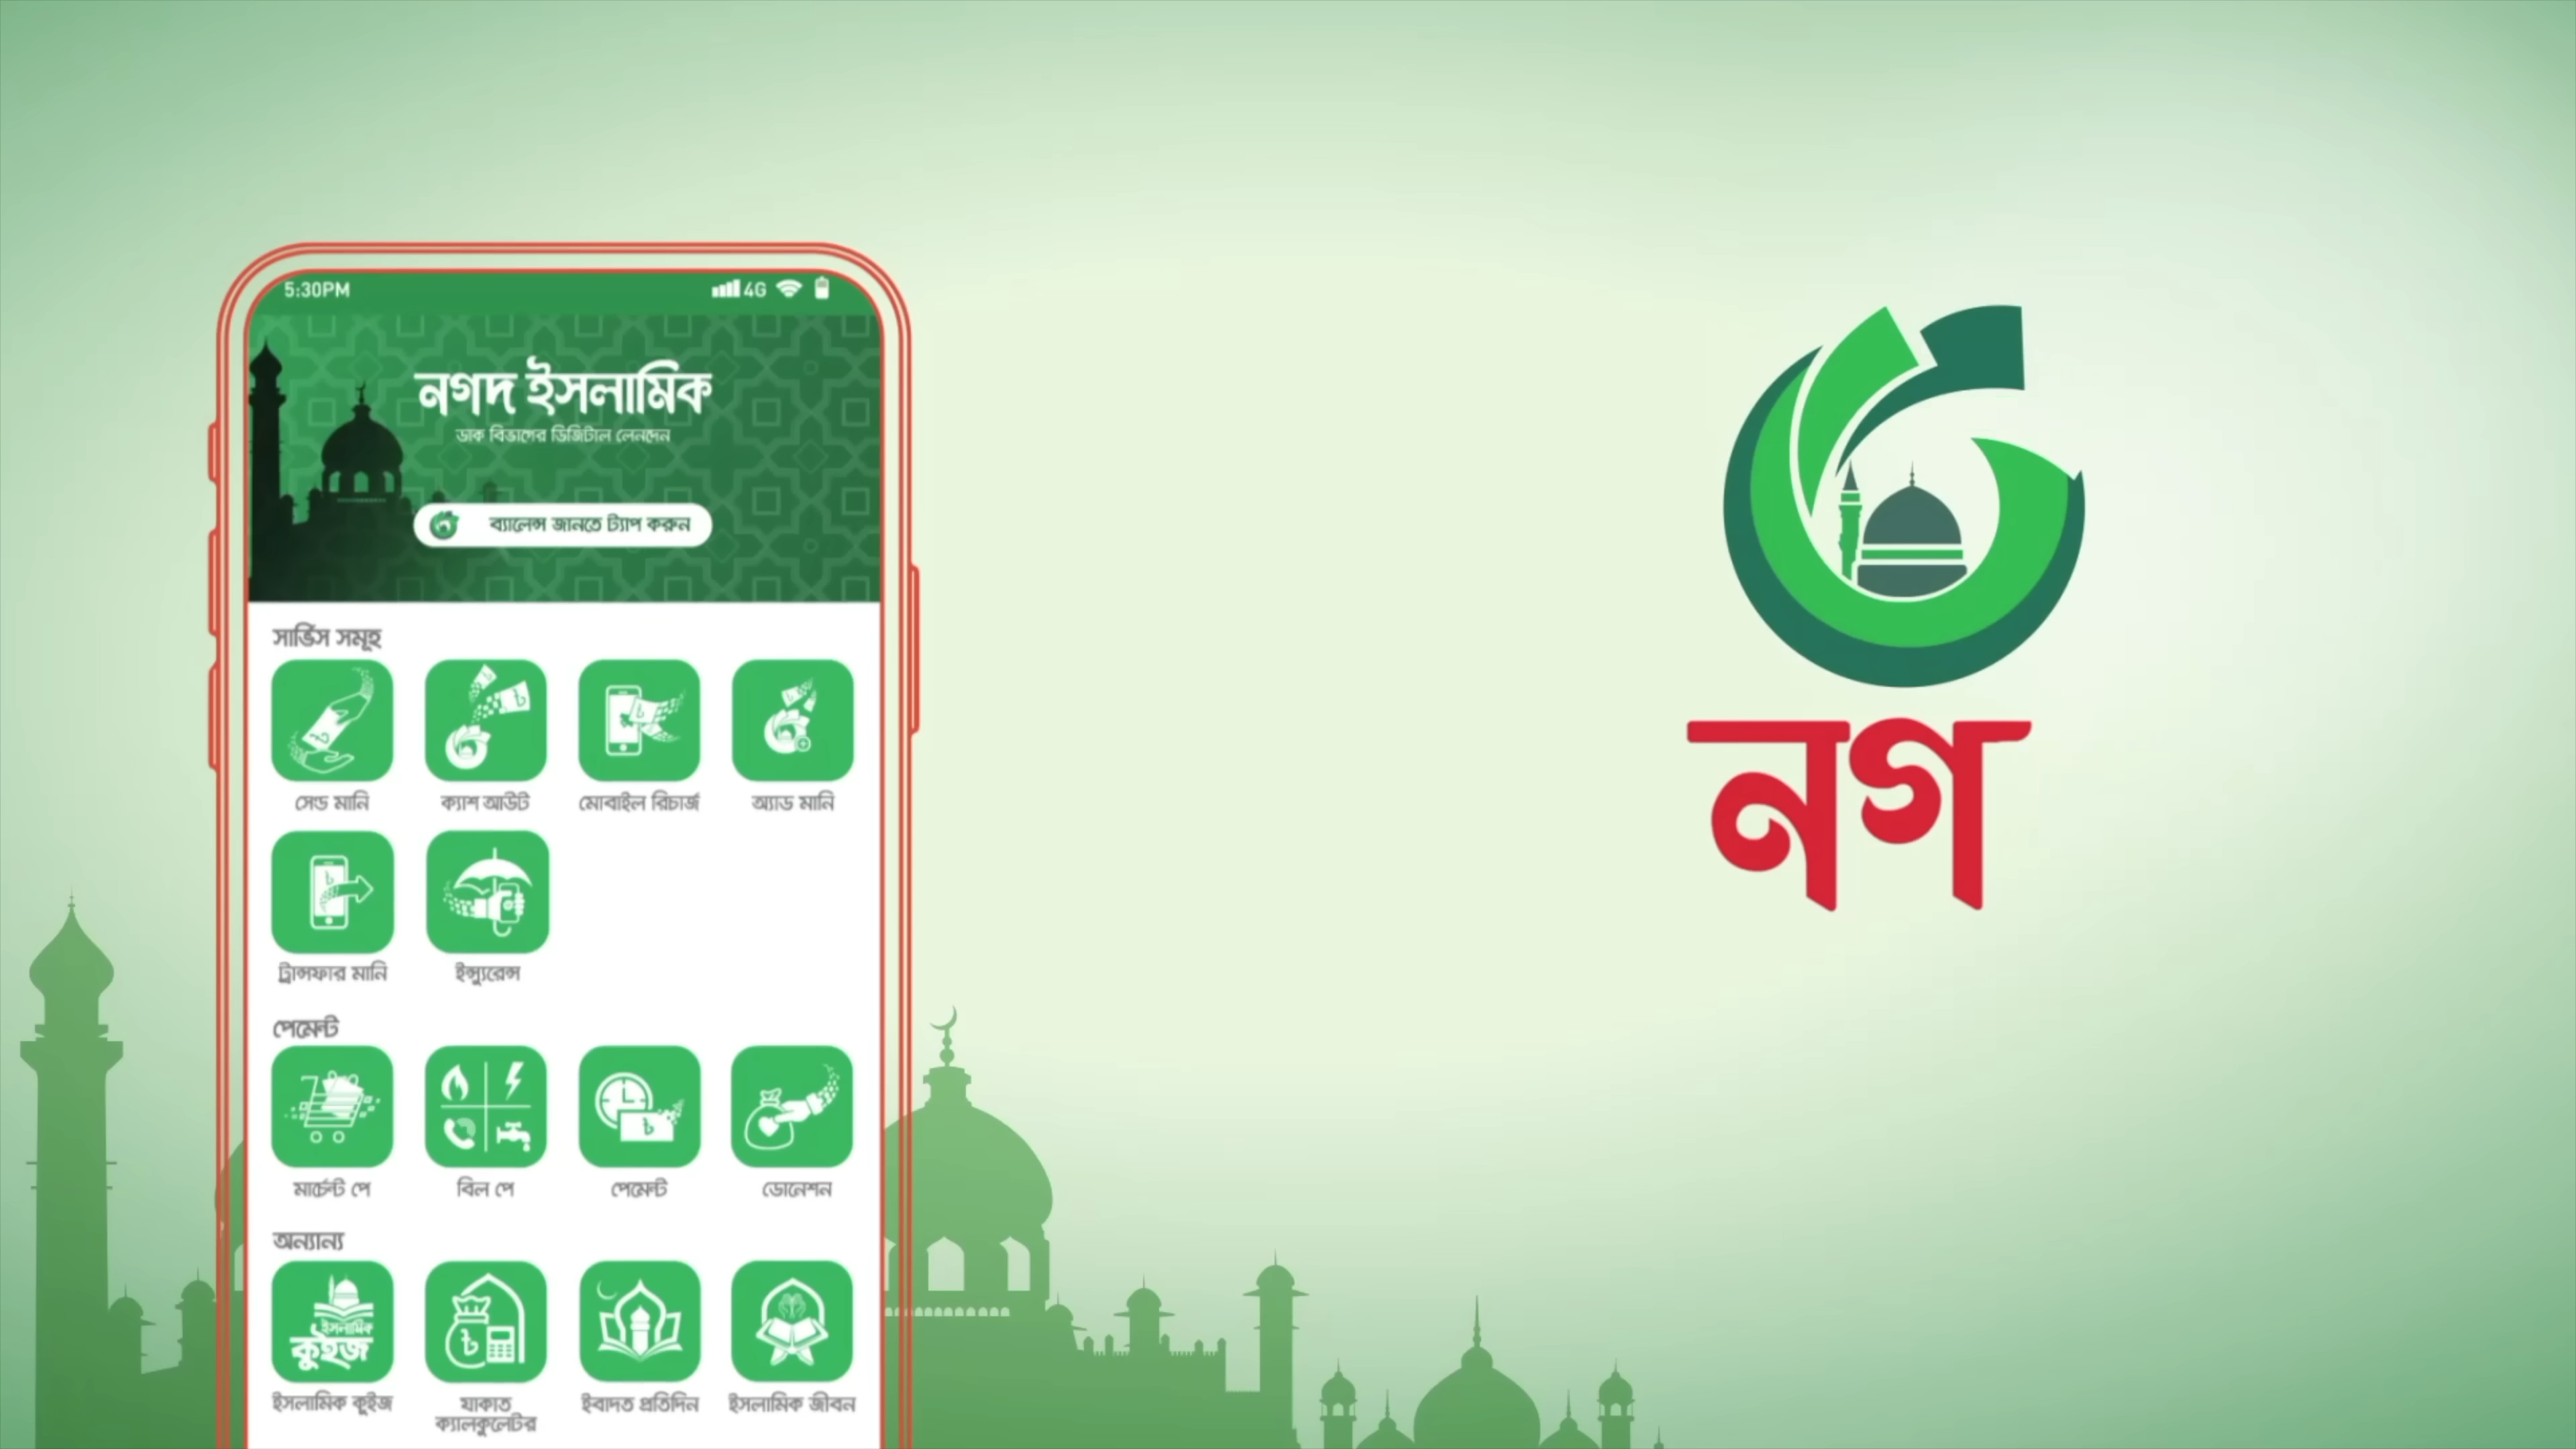 5:30PM
4G
নগদ ইসলামিক
ডাক বিভাগের ডিজিটাল লেনদেন
ব্যালেন্স জানতে ট্যাপ করুন
সার্ভিস সমূহ
সেন্ড মানি ক্যাশ আউট মোবাইল রিচার্জ অ্যাড মানি
ট্রান্সফার মানি ইন্স্যুরেন্স
পেমেন্ট
মার্চেন্ট পে বিল পে পেমেন্ট ডোনেশন
অন্যান্য
ইসলামিক
কুইজ
ইসলামিক কুইজ যাকাত ইবাদত প্রতিদিন ইসলামিক জীবন
ক্যালকুলেটর
নগ